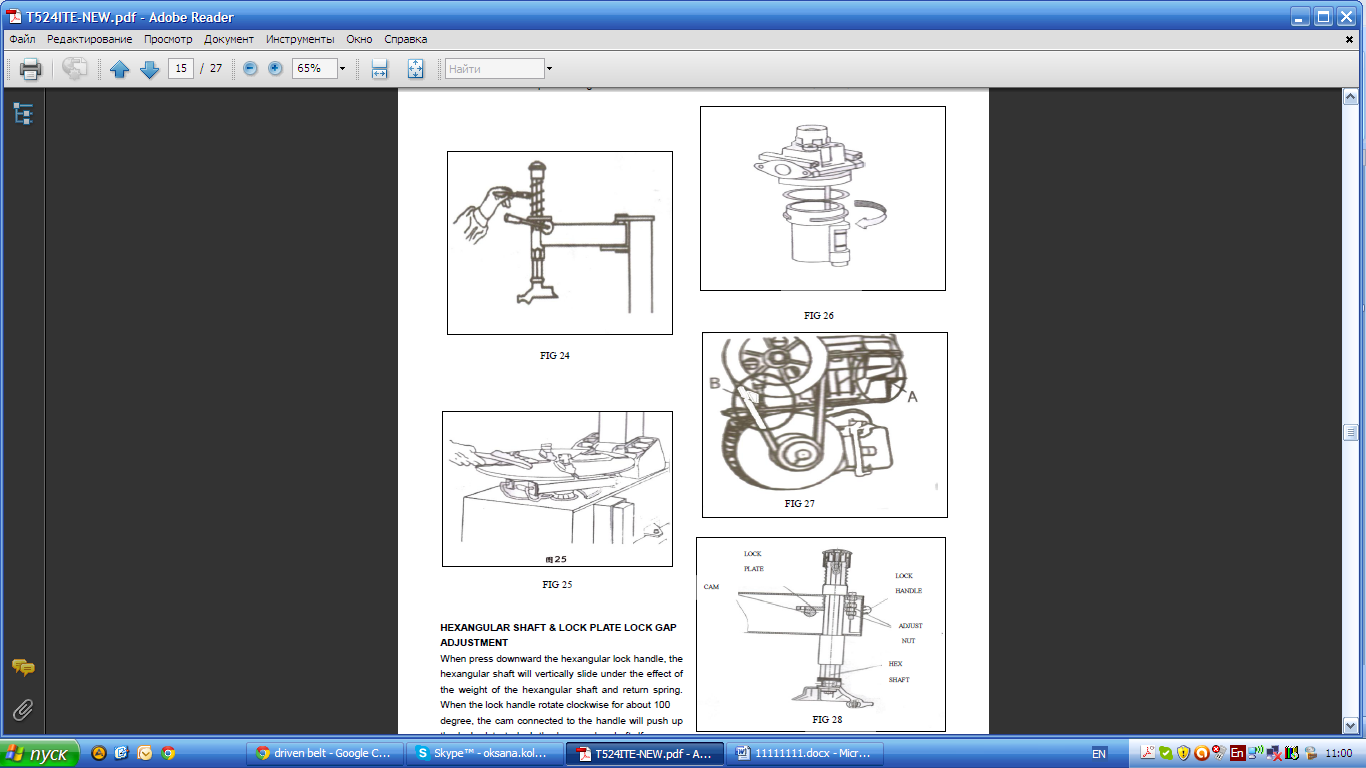 T524ITE-NEW.pdf - Adobe Reader
Файл Редактирование Просмотр Документ Инструменты Окно Справка
15 / 27 65% Найти
FIG 24
FIG 26
B
A
FIG 27
圖25
FIG 25
LOCK
PLATE
CAM
LOCK
HANDLE
ADJUST
NUT
HEX
SHAFT
FIG 28
HEXANGULAR SHAFT & LOCK PLATE LOCK GAP
ADJUSTMENT
When press downward the hexangular lock handle, the
hexangular shaft will vertically slide under the effect of
the weight of the hexangular shaft and return spring.
When the lock handle rotate clockwise for about 100
degree, the cam connected to the handle will push up
пуск
driven belt - Google C...
Skype™ - oksana.kol...
T524ITE-NEW.pdf - A...
11111111.docx - Micr...
EN
En
11:00